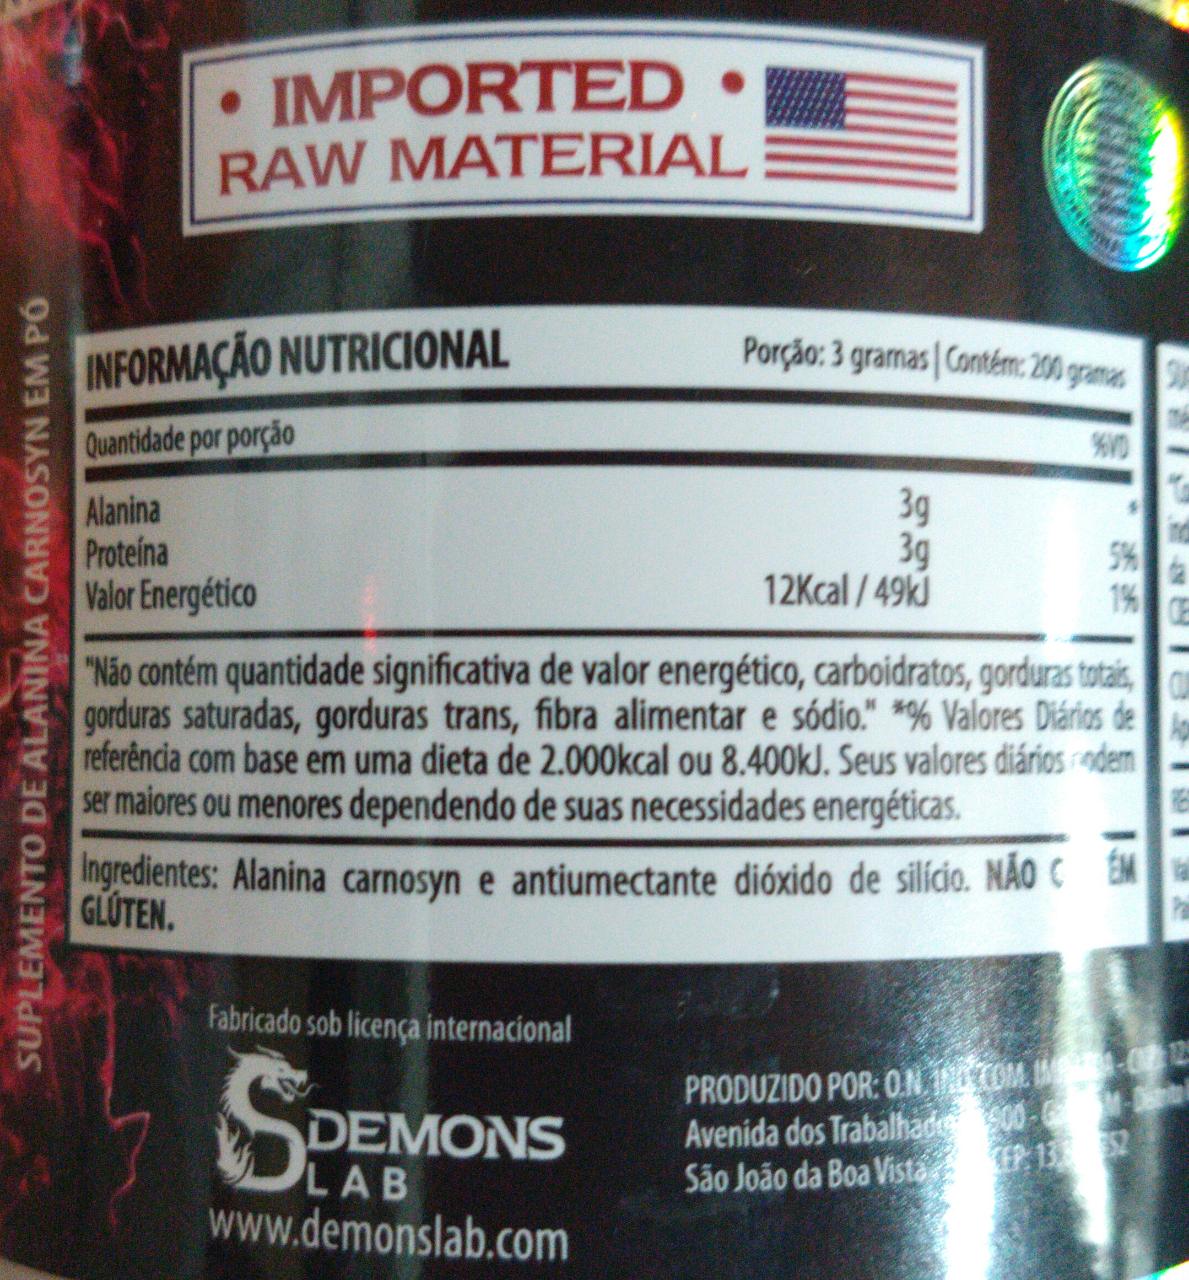 • IMPORTED •
RAW MATERIAL
SUPLEMENTO DE ALANINA CARNOSYN EM PÓ
INFORMAÇÃO NUTRICIONAL Porção: 3 gramas | Contém: 200 gramas
Quantidade por porção %VD
Alanina 3g *
Proteína 3g 5%
Valor Energético 12Kcal / 49kJ 1%
"Não contém quantidade significativa de valor energético, carboidratos, gorduras totais,
gorduras saturadas, gorduras trans, fibra alimentar e sódio." *% Valores Diários de
referência com base em uma dieta de 2.000kcal ou 8.400kJ. Seus valores diários podem
ser maiores ou menores dependendo de suas necessidades energéticas.
Ingredientes: Alanina carnosyn e antiumectante dióxido de silício. NÃO
GLÚTEN.
Fabricado sob licença internacional
DEMONS
LAB
www.demonslab.com
PRODUZIDO POR: O.N. IND. COM.
Avenida dos
São João da Boa Vista